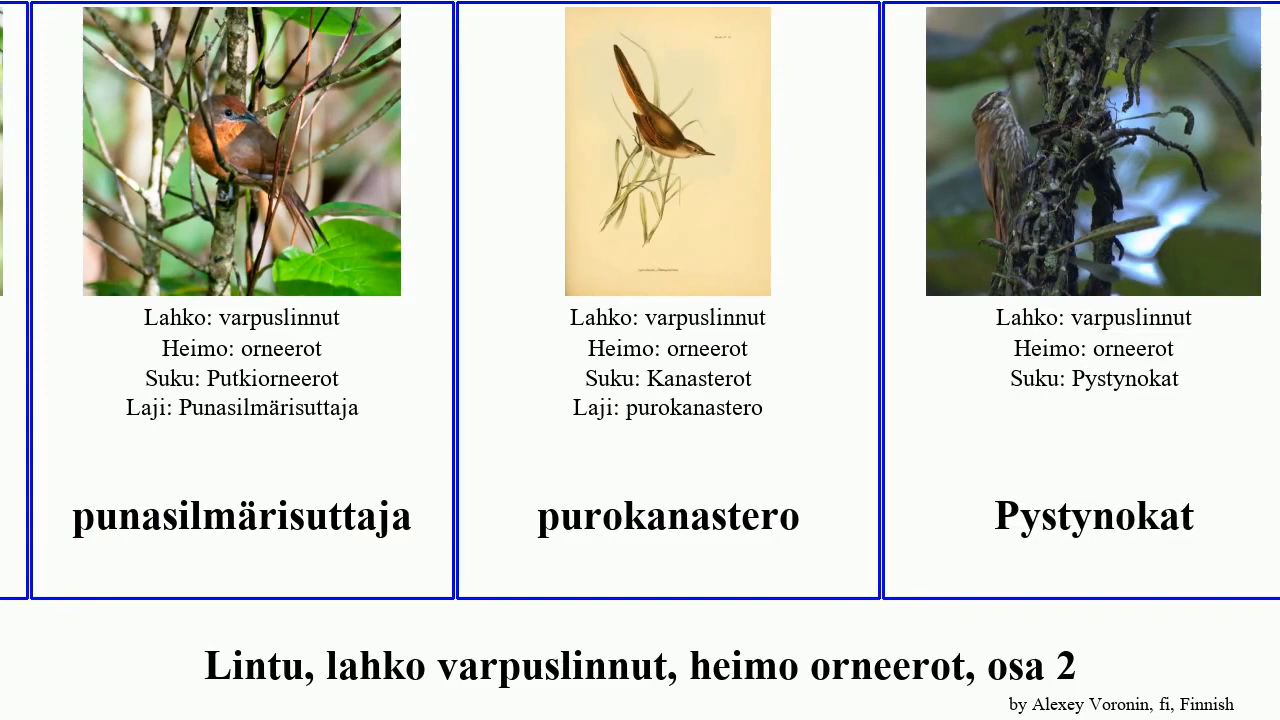 Lahko: varpuslinnut
Heimo: orneerot
Suku: Putkiorneerot
Laji: Punasilmärisuttaja
punasilmärisuttaja
Lahko: varpuslinnut
Heimo: orneerot
Suku: Kanasterot
Laji: purokanastero
purokanastero
Lahko: varpuslinnut
Heimo: orneerot
Suku: Pystynokat
Pystynokat
Lintu, lahko varpuslinnut, heimo orneerot, osa 2
by Alexey Voronin, fi, Finnish